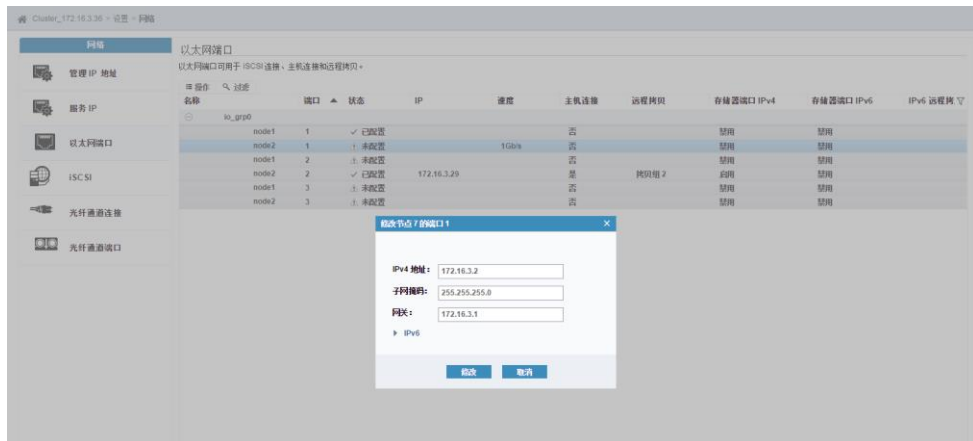 Cluster_172.16.3.36 > 设置 > 网络
网络
管理 IP 地址
服务 IP
以太网端口
iSCSI
光纤通道连接
光纤通道端口
以太网端口
以太网端口可用于 iSCSI 连接、主机连接和远程拷贝。
操作 过滤
名称 端口 状态 IP 速度 主机连接 远程拷贝 存储器端口 IPv4 存储器端口 IPv6 IPv6 远程拷
io_grp0
node1 1 已配置 否 禁用 禁用
node2 1 未配置 1Gb/s 否 禁用 禁用
node1 2 未配置 否 禁用 禁用
node2 2 已配置 172.16.3.29 是 拷贝组 2 启用 禁用
node1 3 未配置 否 禁用 禁用
node2 3 未配置 否 禁用 禁用
修改节点 7 的端口 1
IPv4 地址： 172.16.3.2
子网掩码： 255.255.255.0
网关： 172.16.3.1
IPv6
修改 取消